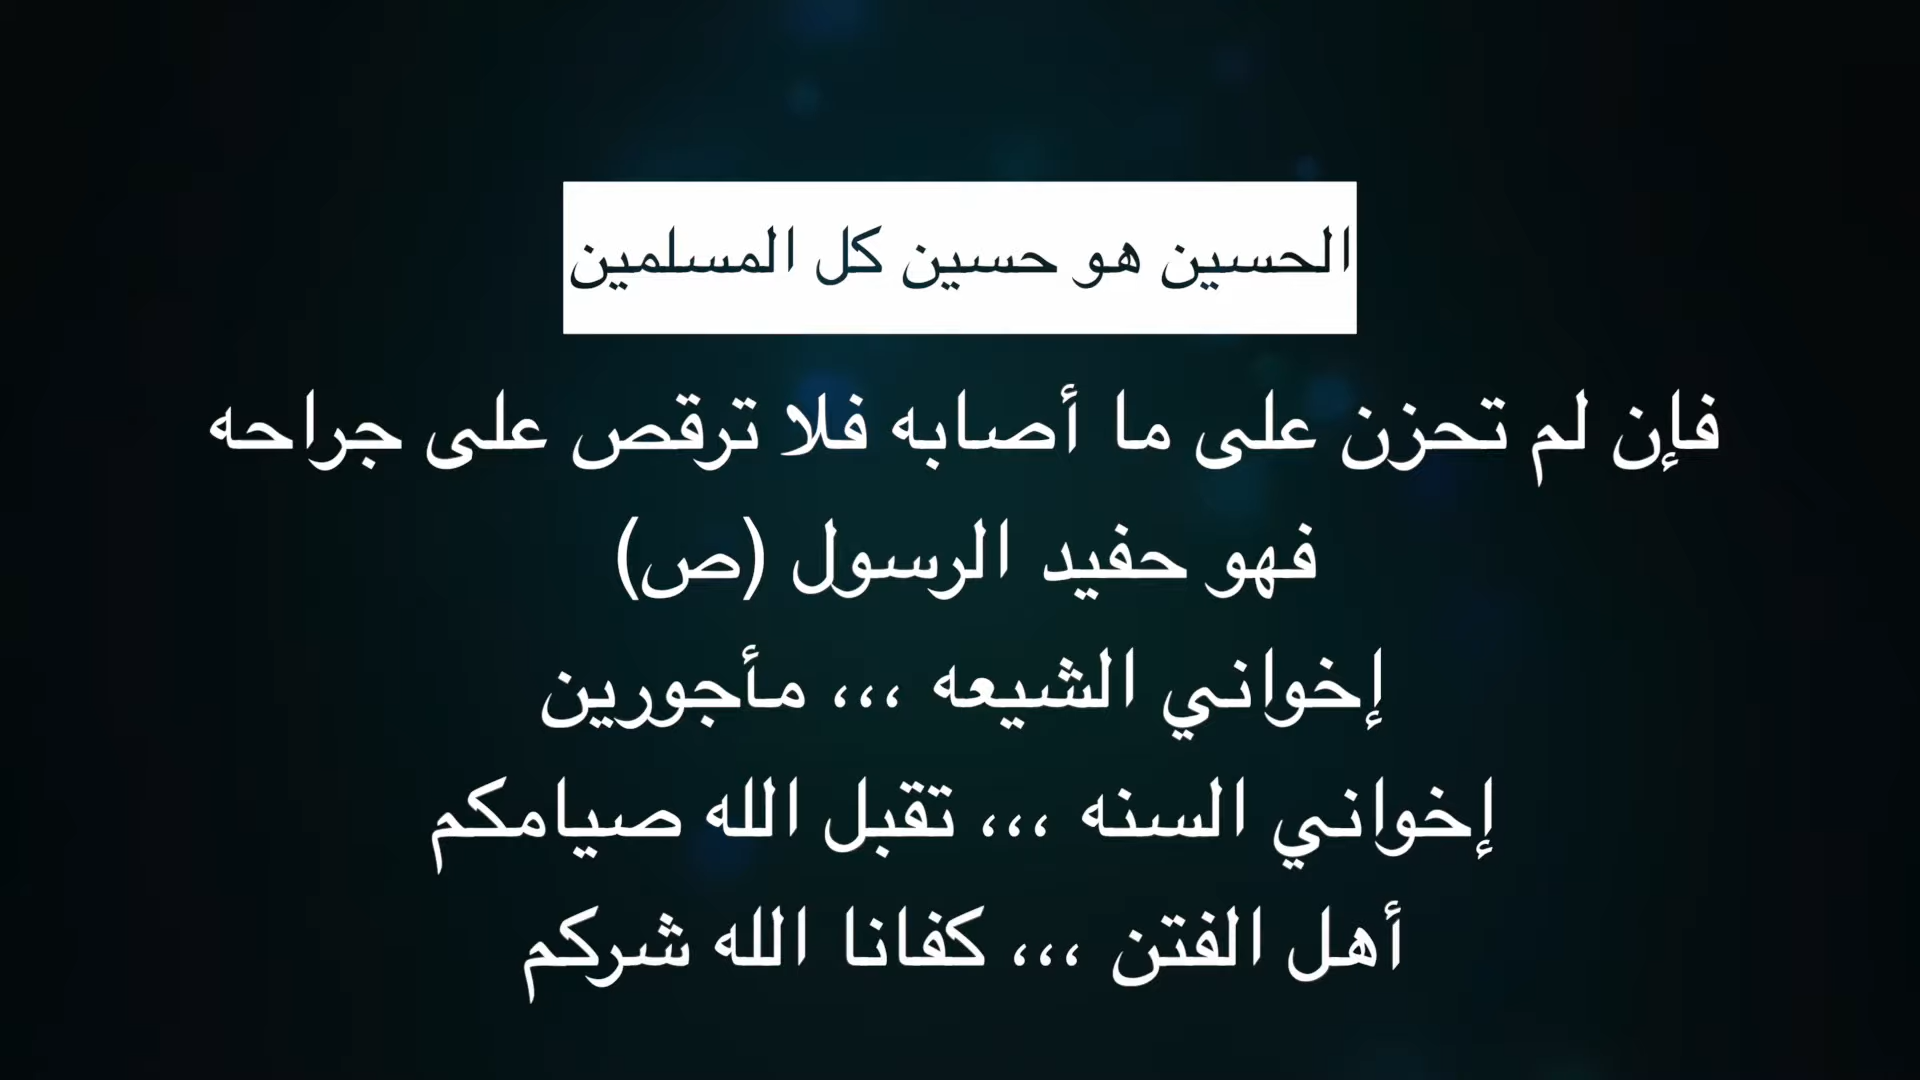 الحسين هو حسين كل المسلمين
فإن لم تحزن على ما أصابه فلا ترقص على جراحه
فهو حفيد الرسول (ص)
إخواني الشيعه ،،، مأجورين
إخواني السنه ،،، تقبل الله صيامكم
أهل الفتن ،،، كفانا الله شركم